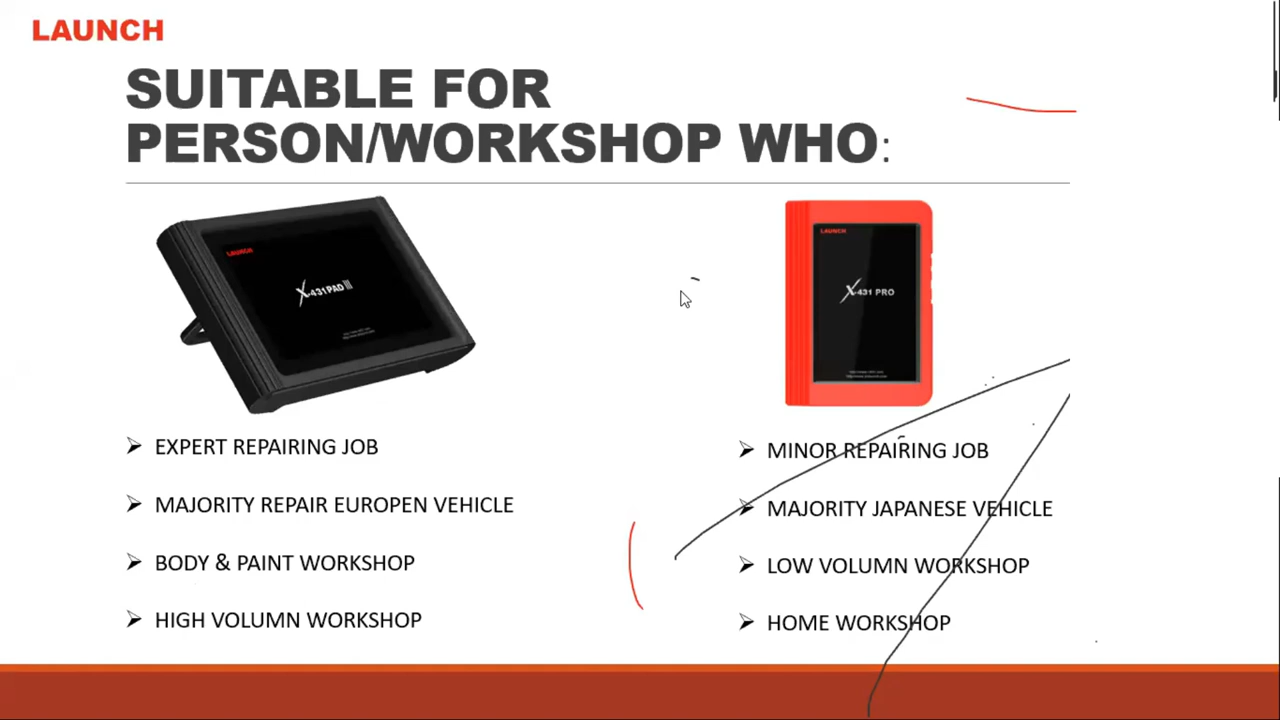 LAUNCH
SUITABLE FOR
PERSON/WORKSHOP WHO:
LAUNCH
X-431 PAD III
LAUNCH
X-431 PRO
➢ EXPERT REPAIRING JOB
➢ MAJORITY REPAIR EUROPEN VEHICLE
➢ BODY & PAINT WORKSHOP
➢ HIGH VOLUMN WORKSHOP
➢ MINOR REPAIRING JOB
➢ MAJORITY JAPANESE VEHICLE
➢ LOW VOLUMN WORKSHOP
➢ HOME WORKSHOP